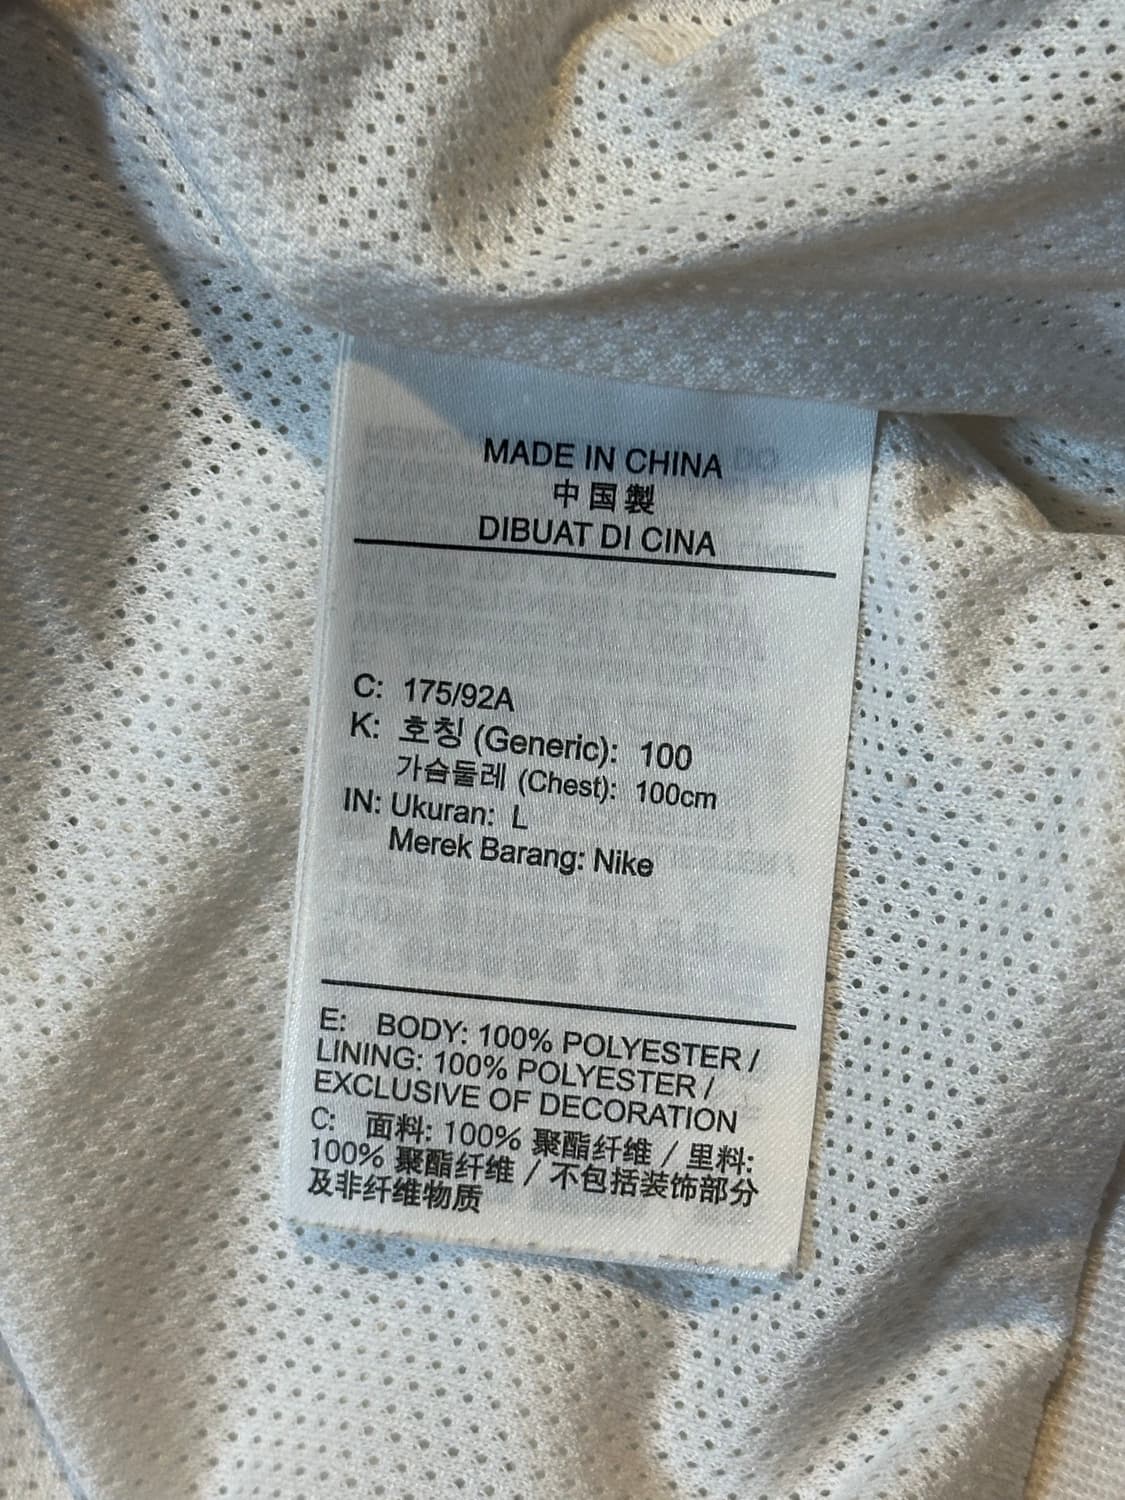 MADE IN CHINA
中国製
DIBUAT DI CINA
C: 175/92A
K: 호칭 (Generic): 100
가슴둘레 (Chest): 100cm
IN: Ukuran: L
Merek Barang: Nike
E: BODY: 100% POLYESTER /
LINING: 100% POLYESTER /
EXCLUSIVE OF DECORATION
C: 面料: 100% 聚酯纤维 / 里料:
100% 聚酯纤维 / 不包括装饰部分
及非纤维物质